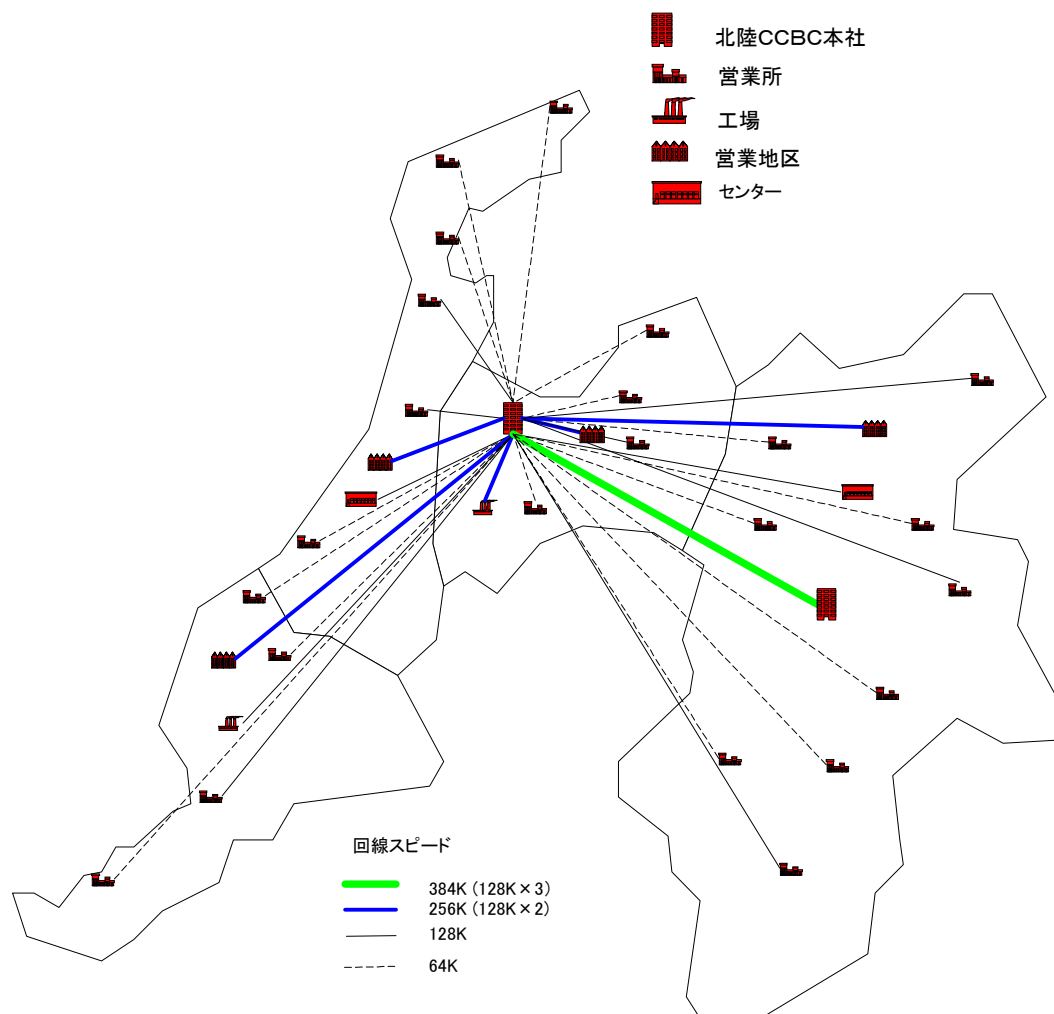 北陸CCBC本社
営業所
工場
営業地区
センター
回線スピード
384K (128K×3)
256K (128K×2)
128K
64K